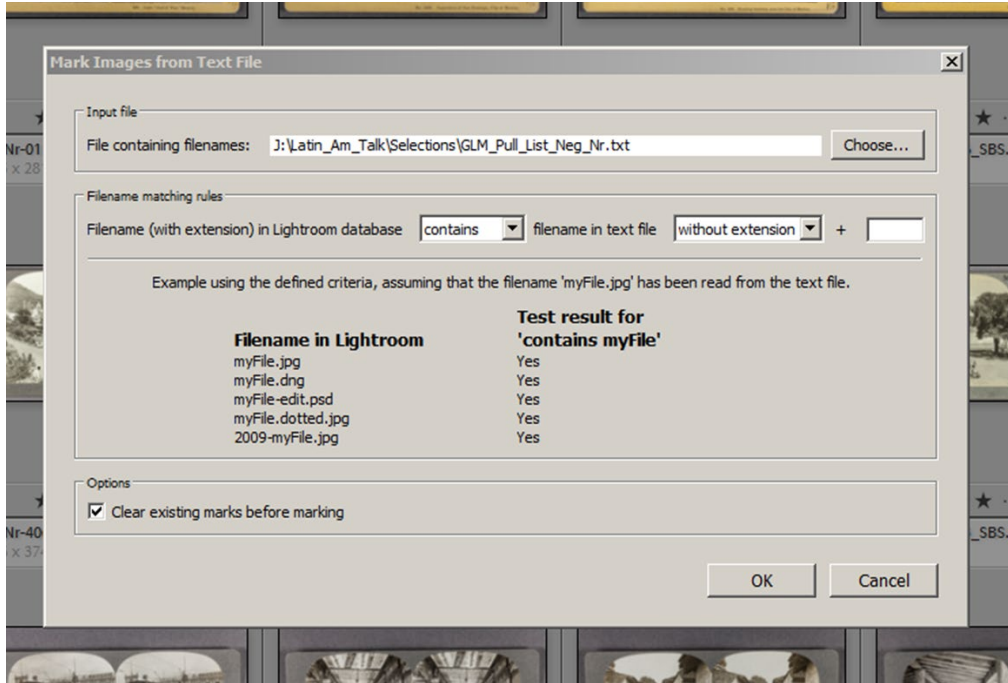 Mark Images from Text File
Input file
File containing filenames: J:\Latin_Am_Talk\Selections\GLM_Pull_List_Neg_Nr.txt Choose...
Nr-01
_SBS.
x 28
Filename matching rules
Filename (with extension) in Lightroom database contains filename in text file without extension +
Example using the defined criteria, assuming that the filename 'myFile.jpg' has been read from the text file.
Test result for
Filename in Lightroom 'contains myFile'
myFile.jpg Yes
myFile.dng Yes
myFile-edit.psd Yes
myFile.dotted.jpg Yes
2009-myFile.jpg Yes
Options
Clear existing marks before marking
Nr-40
_SBS.
x 374
OK Cancel